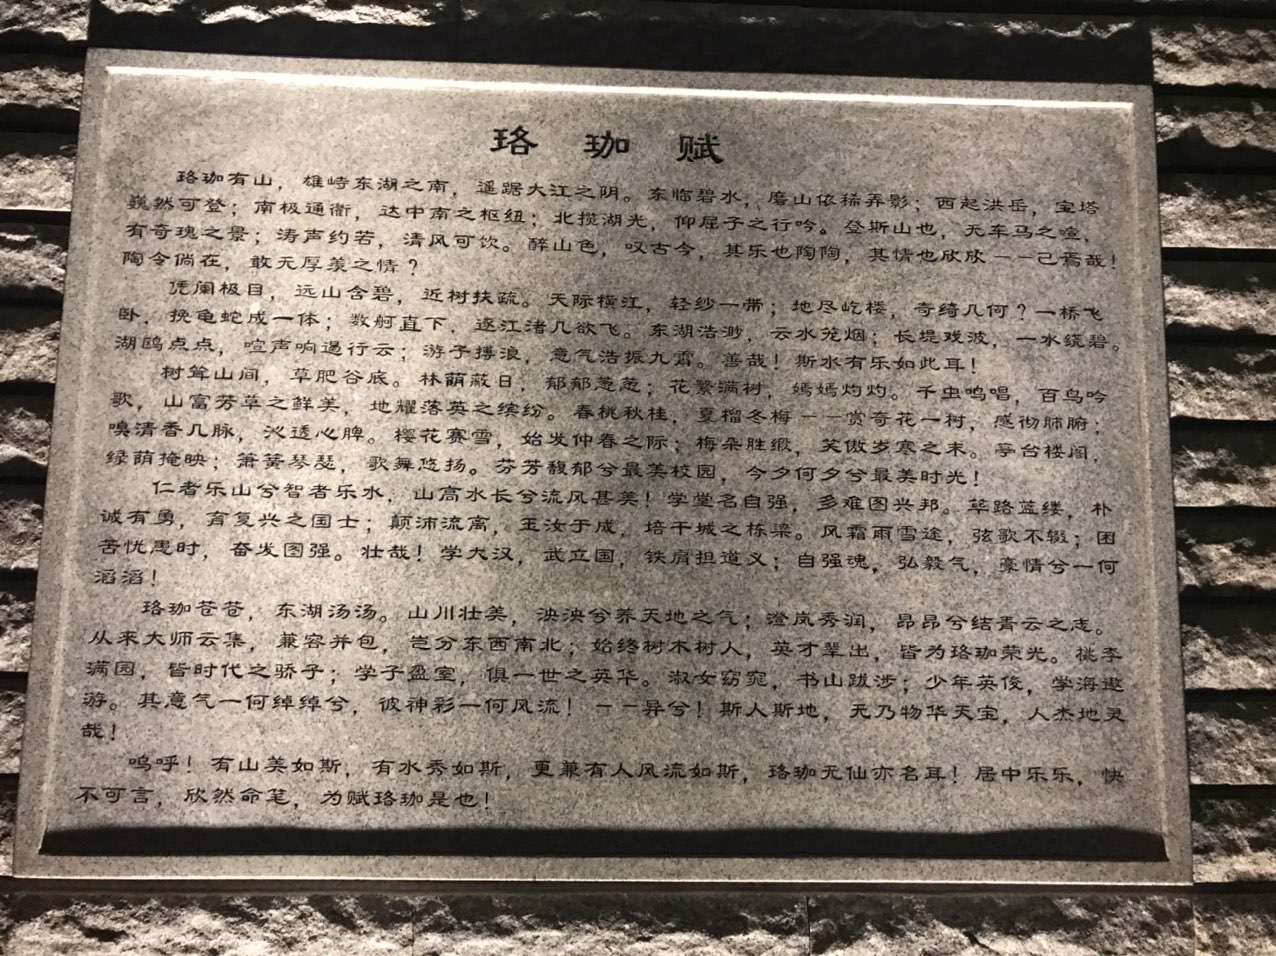 珞 珈 赋
珞珈有山，雄峙东湖之南，遥踞大江之阴。东临碧水，磨山依稀弄影；西起洪岳，宝塔
巍然可登；南极通衢，达中南之枢纽；北揽湖光，仰屈子之行吟。登斯山也，无车马之喧，
有奇瑰之景；涛声约若，清风可饮。醉山色，叹古今，其乐也陶陶，其情也欣欣——己焉哉！
陶令倘在，敢无厚羡之情？
凭阑极目，远山含碧，近树扶疏。天际横江，轻纱一带；地尽屹楼，奇绮几何？一桥飞
卧，挽龟蛇成一体；数舸直下，逐江渚几欲飞。东湖浩渺，云水茏烟；长堤戏波，一水绕碧。
湖鸥点点，喧声响遏行云；游子搏浪，意气浩振九霄。善哉！斯水有乐如此耳！
树耸山间，草肥谷底。林荫蔽日，郁郁葱葱；花繁满树，嫣嫣灼灼。千虫鸣唱，百鸟吟
歌，山富芳草之鲜美，地耀落英之缤纷。春桃秋桂，夏榴冬梅——赏奇花一树，感彻肺腑；
嗅清香几脉，沁透心脾。樱花赛雪，始发仲春之际；梅朵胜缎，笑傲岁寒之末。亭台楼阁，
绿荫掩映；箫簧琴瑟，歌舞悠扬。芬芳馥郁兮最美校园，今夕何夕兮最美时光！
仁者乐山兮智者乐水，山高水长兮流风甚美！学堂名自强，多难图兴邦。筚路蓝缕，朴
诚有勇，育复兴之国士；颠沛流离，玉汝于成，培干城之栋梁。风霜雨雪途，弦歌不辍；困
苦忧患时，奋发图强。壮哉！学大汉，武立国，铁肩担道义；自强魂，弘毅气，豪情兮一何
滔滔！
珞珈苍苍，东湖汤汤。山川壮美，泱泱兮养天地之气；澄岚秀润，昂昂兮结青云之志。
从来大师云集，兼容并包，岂分东西南北；始终树木树人，英才辈出，皆为珞珈荣光。桃李
满园，皆时代之骄子；学子盈室，俱一世之英华。淑女窈窕，书山跋涉；少年英俊，学海遨
游。其意气一何绰绰兮，彼神彩一何风流！——异兮！斯人斯地，无乃物华天宝，人杰地灵
哉！
呜呼！有山美如斯，有水秀如斯，更兼有人风流如斯，珞珈无仙亦名耳！居中乐乐，快
不可言，欣然命笔，为赋珞珈是也！